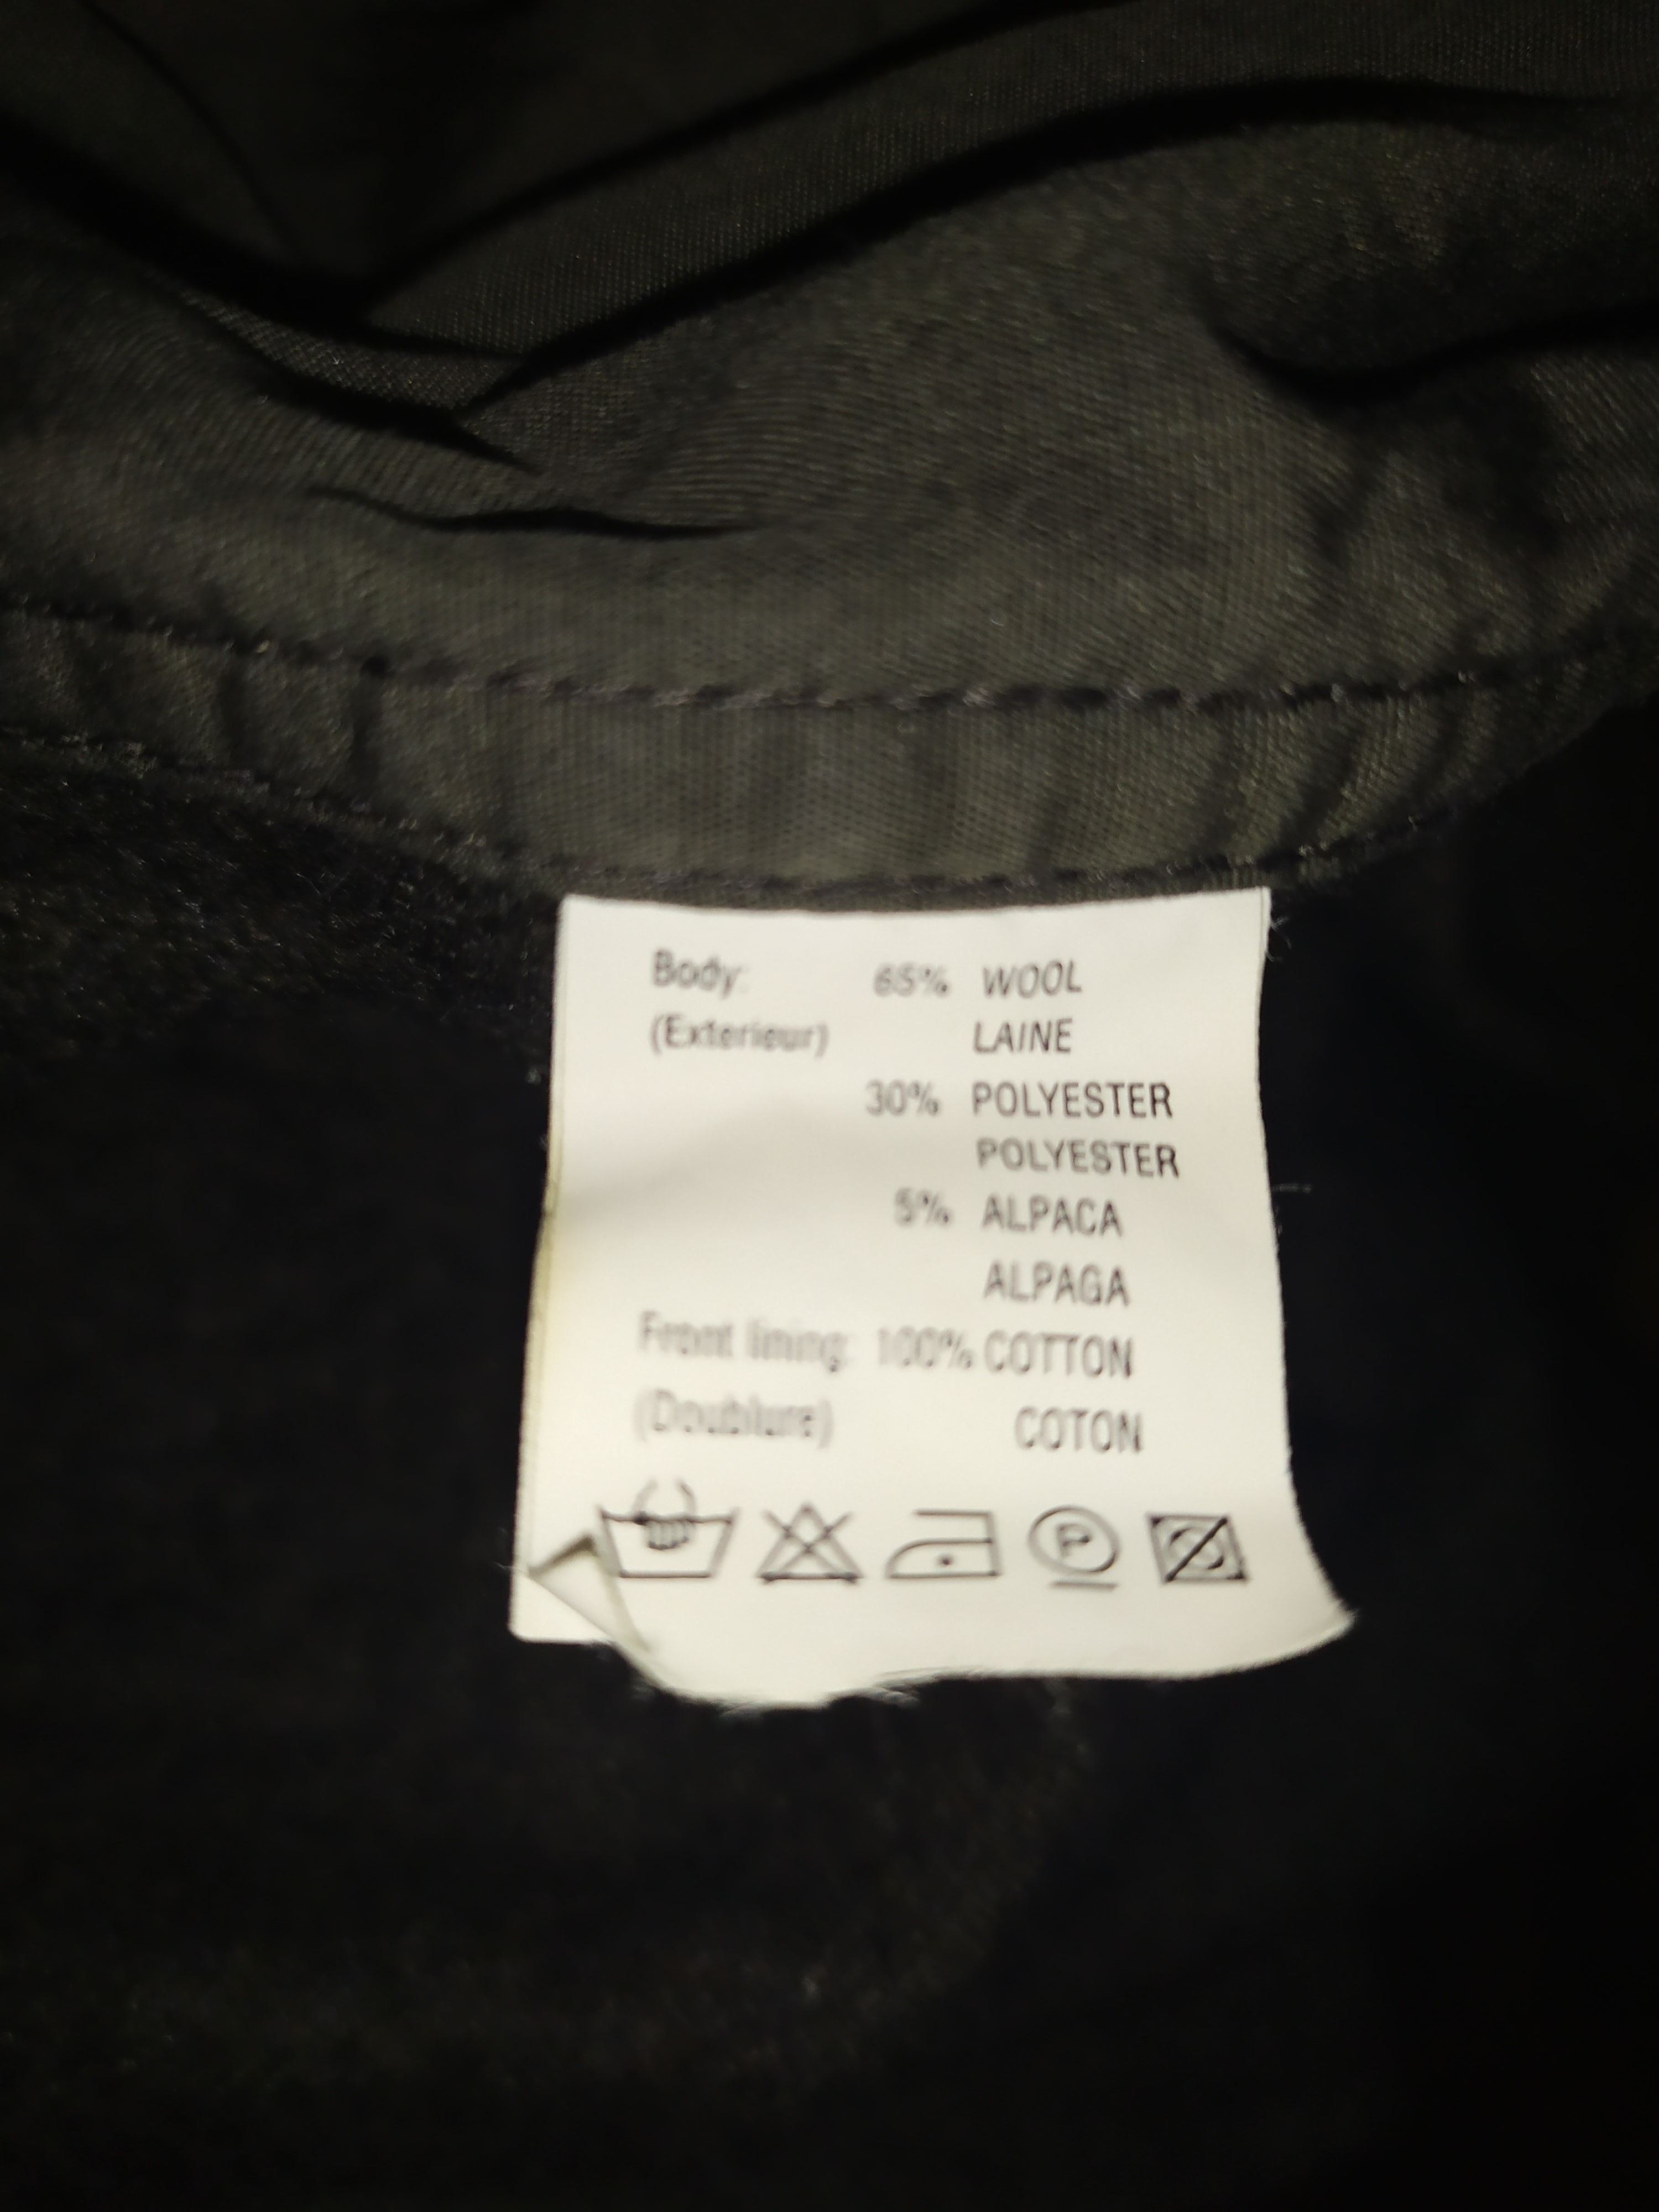 Body: 65% WOOL
(Exterieur) LAINE
30% POLYESTER
POLYESTER
5% ALPACA
ALPAGA
Front lining: 100% COTTON
(Doublure) COTON
P